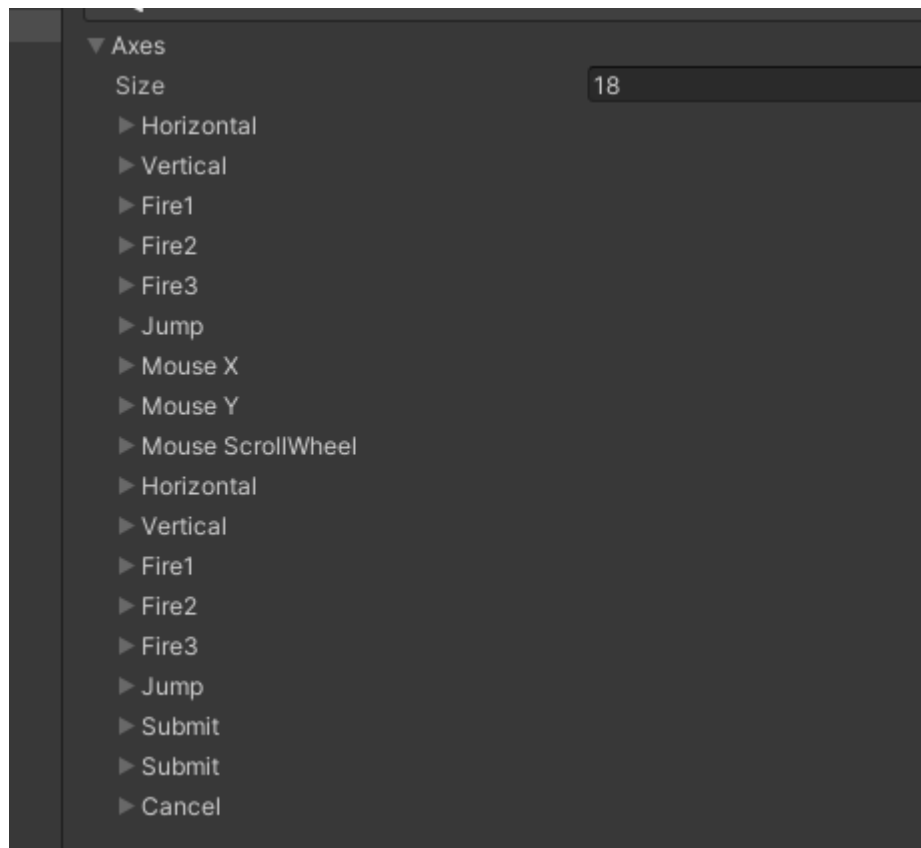 Axes
Size 18
Horizontal
Vertical
Fire1
Fire2
Fire3
Jump
Mouse X
Mouse Y
Mouse ScrollWheel
Horizontal
Vertical
Fire1
Fire2
Fire3
Jump
Submit
Submit
Cancel